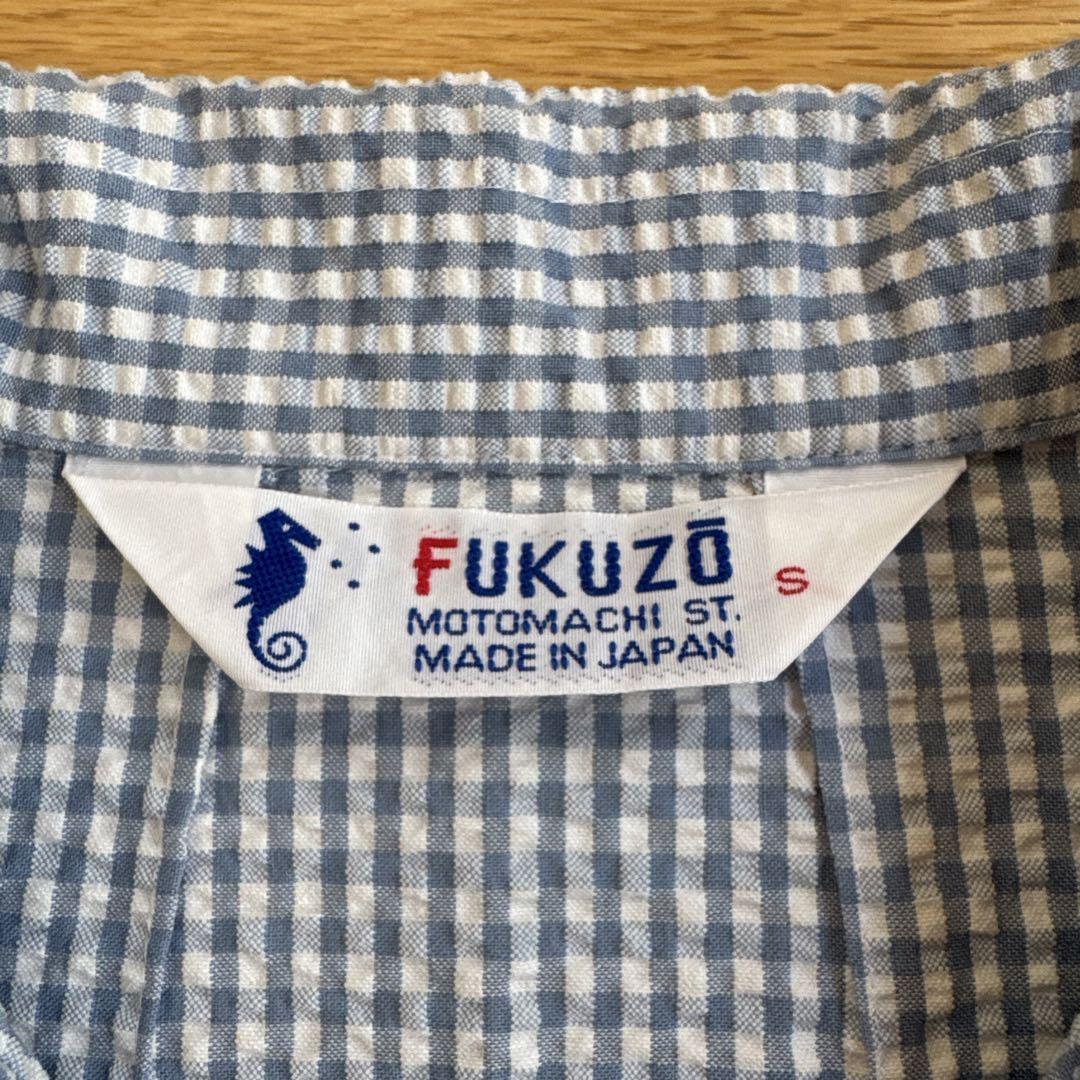 FUKUZŌ
MOTOMACHI ST.
MADE IN JAPAN
S